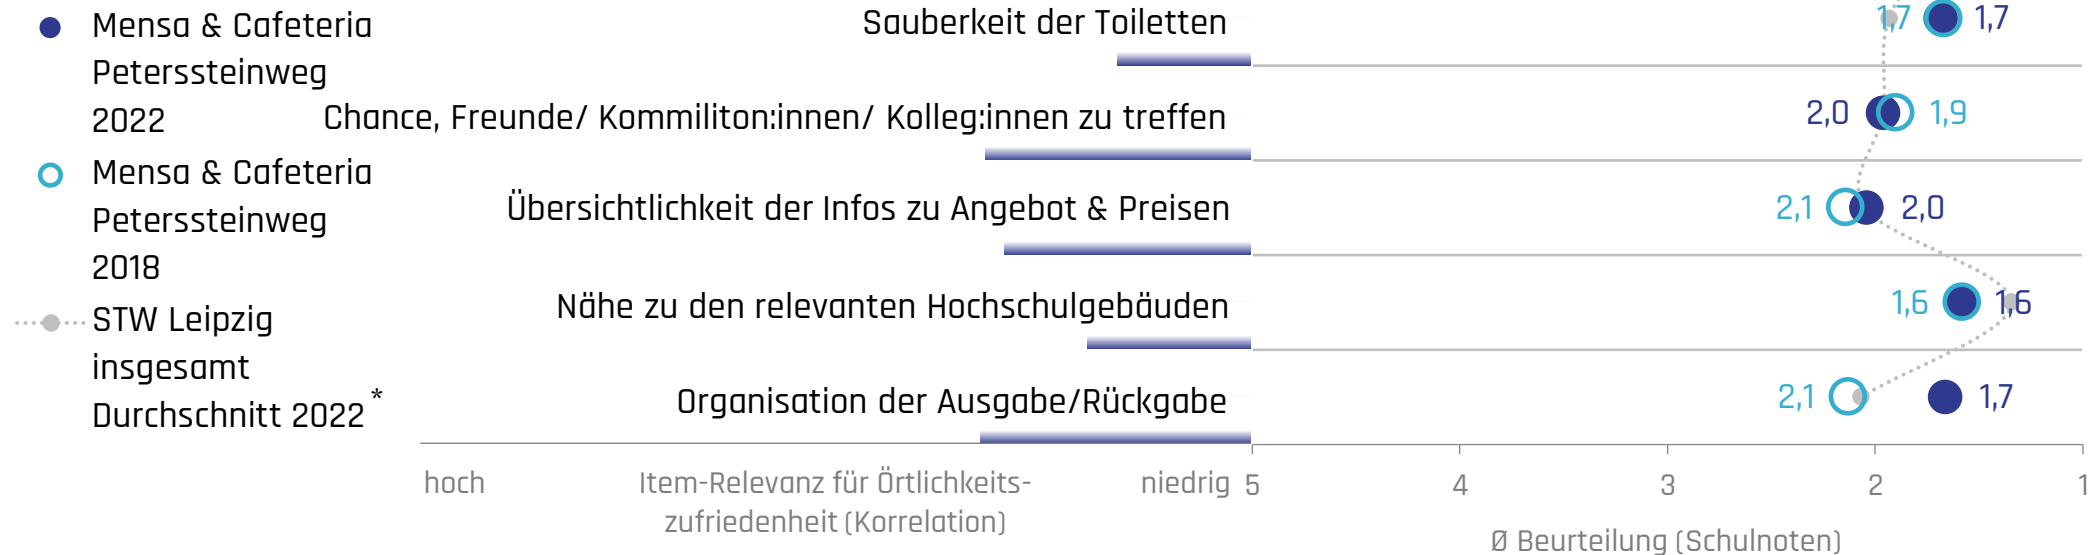 Mensa & Cafeteria
Peterssteinweg
2022
Mensa & Cafeteria
Peterssteinweg
2018
STW Leipzig
insgesamt
Durchschnitt 2022 *
Sauberkeit der Toiletten
1,7 1,7
Chance, Freunde/ Kommiliton:innen/ Kolleg:innen zu treffen
2,0 1,9
Übersichtlichkeit der Infos zu Angebot & Preisen
2,1 2,0
Nähe zu den relevanten Hochschulgebäuden
1,6 1,6
Organisation der Ausgabe/Rückgabe
2,1 1,7
hoch Item-Relevanz für Örtlichkeits- niedrig
zufriedenheit (Korrelation)
5 4 3 2 1
Ø Beurteilung (Schulnoten)